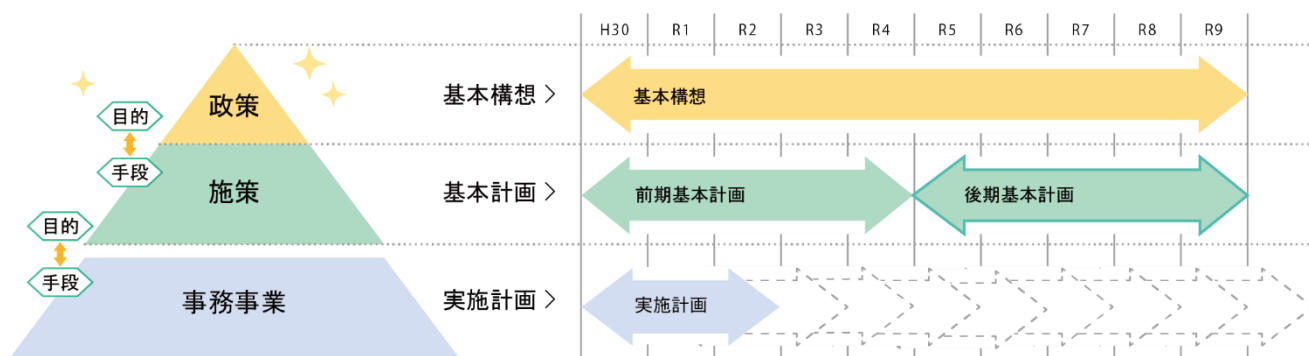 H30 R1 R2 R3 R4 R5 R6 R7 R8 R9
政策
基本構想 >
基本構想
目的
手段
施策
基本計画 >
前期基本計画
後期基本計画
目的
手段
事務事業
実施計画 >
実施計画